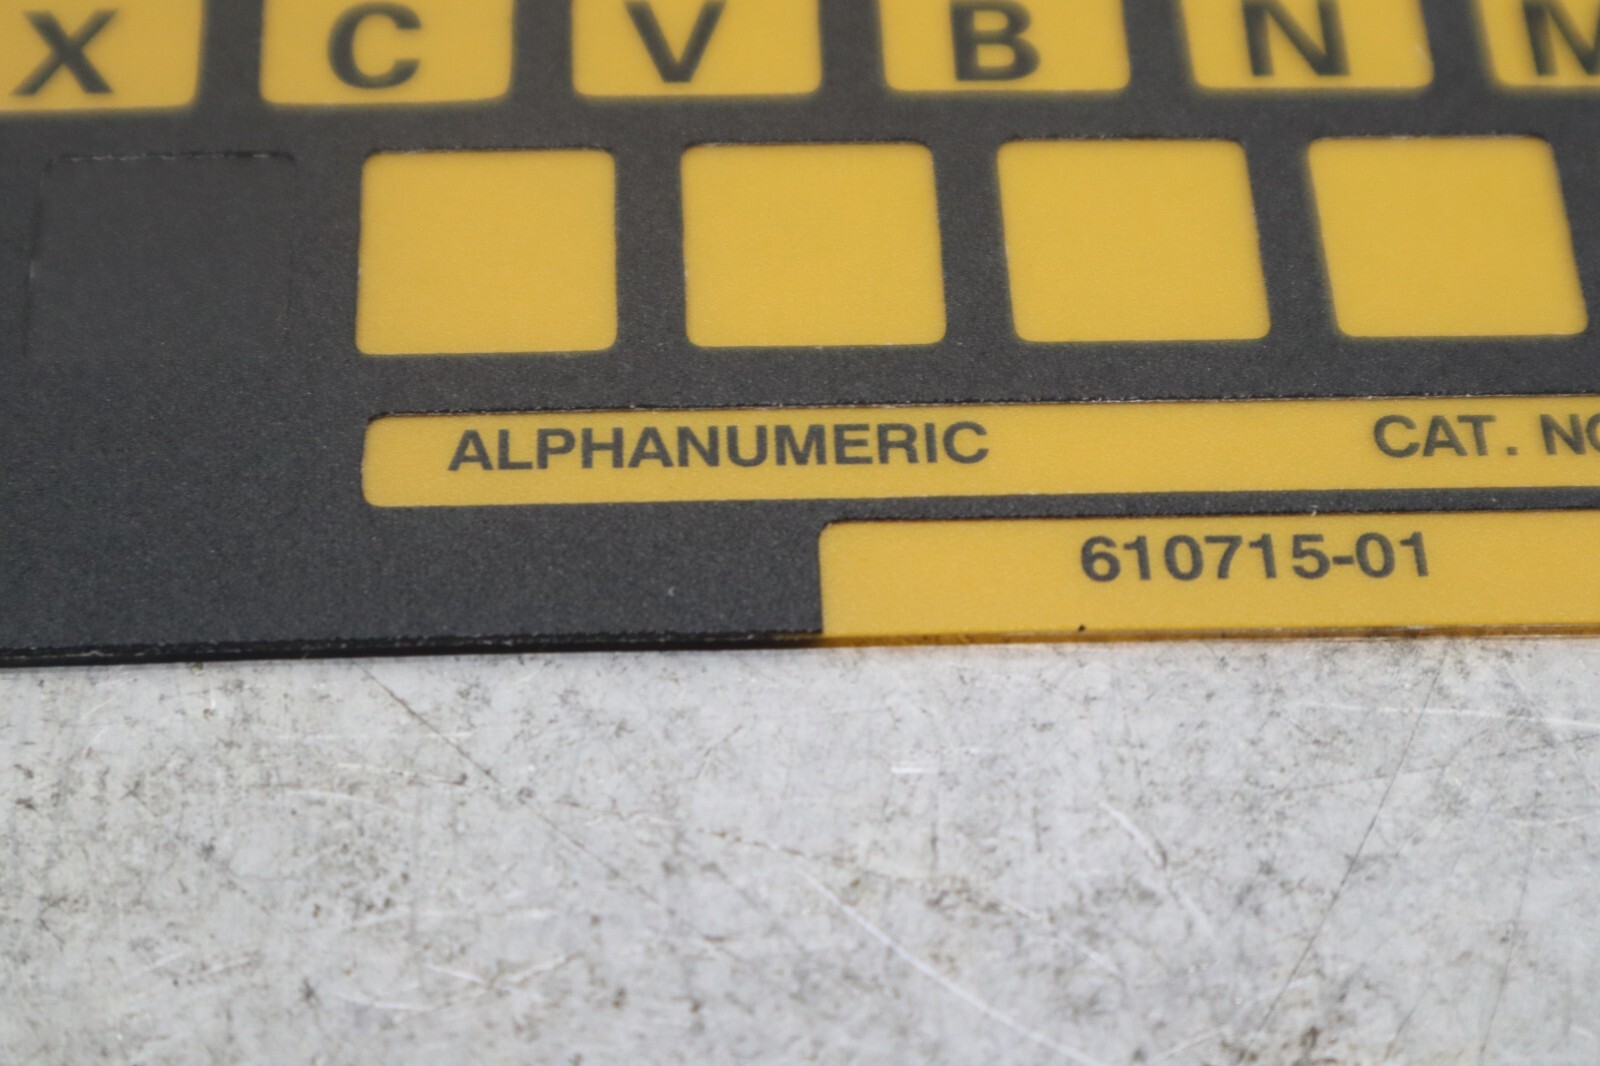 X C V B N M
ALPHANUMERIC CAT. NO
610715-01